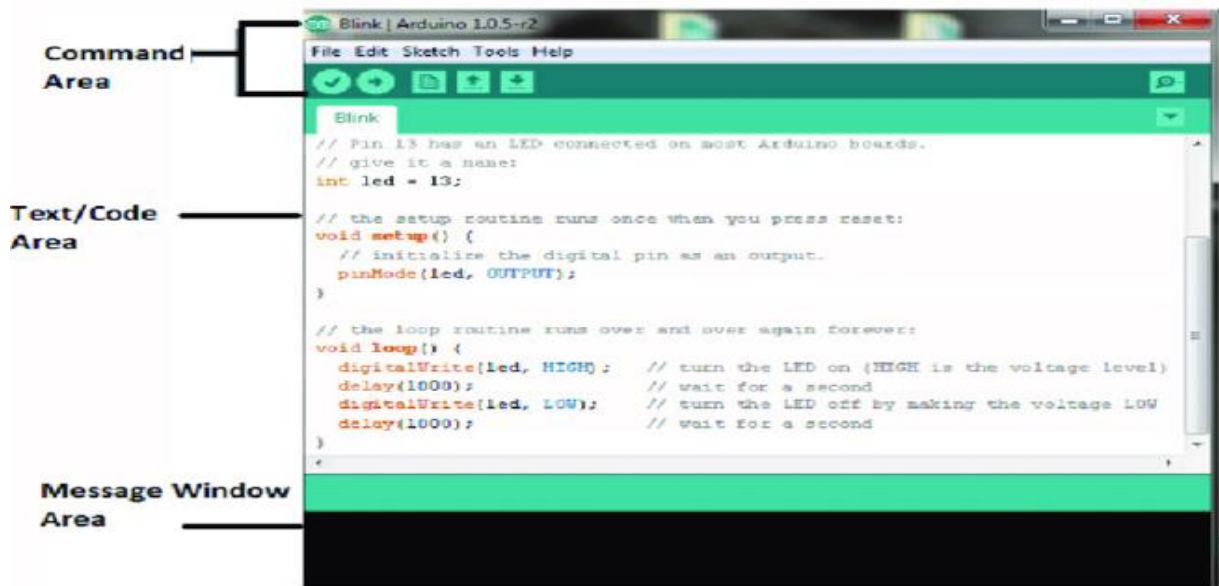 Command
Area
Blink | Arduino 1.0.5-r2
File Edit Sketch Tools Help
Blink
Text/Code
Area
// Pin 13 has an LED connected on most Arduino boards.
// give it a name:
int led = 13;
// the setup routine runs once when you press reset:
void setup() {
// initialize the digital pin as an output.
pinMode(led, OUTPUT);
}
// the loop routine runs over and over again forever:
void loop() {
digitalWrite(led, HIGH);   // turn the LED on (HIGH is the voltage level)
delay(1000);               // wait for a second
digitalWrite(led, LOW);    // turn the LED off by making the voltage LOW
delay(1000);               // wait for a second
}
Message Window
Area